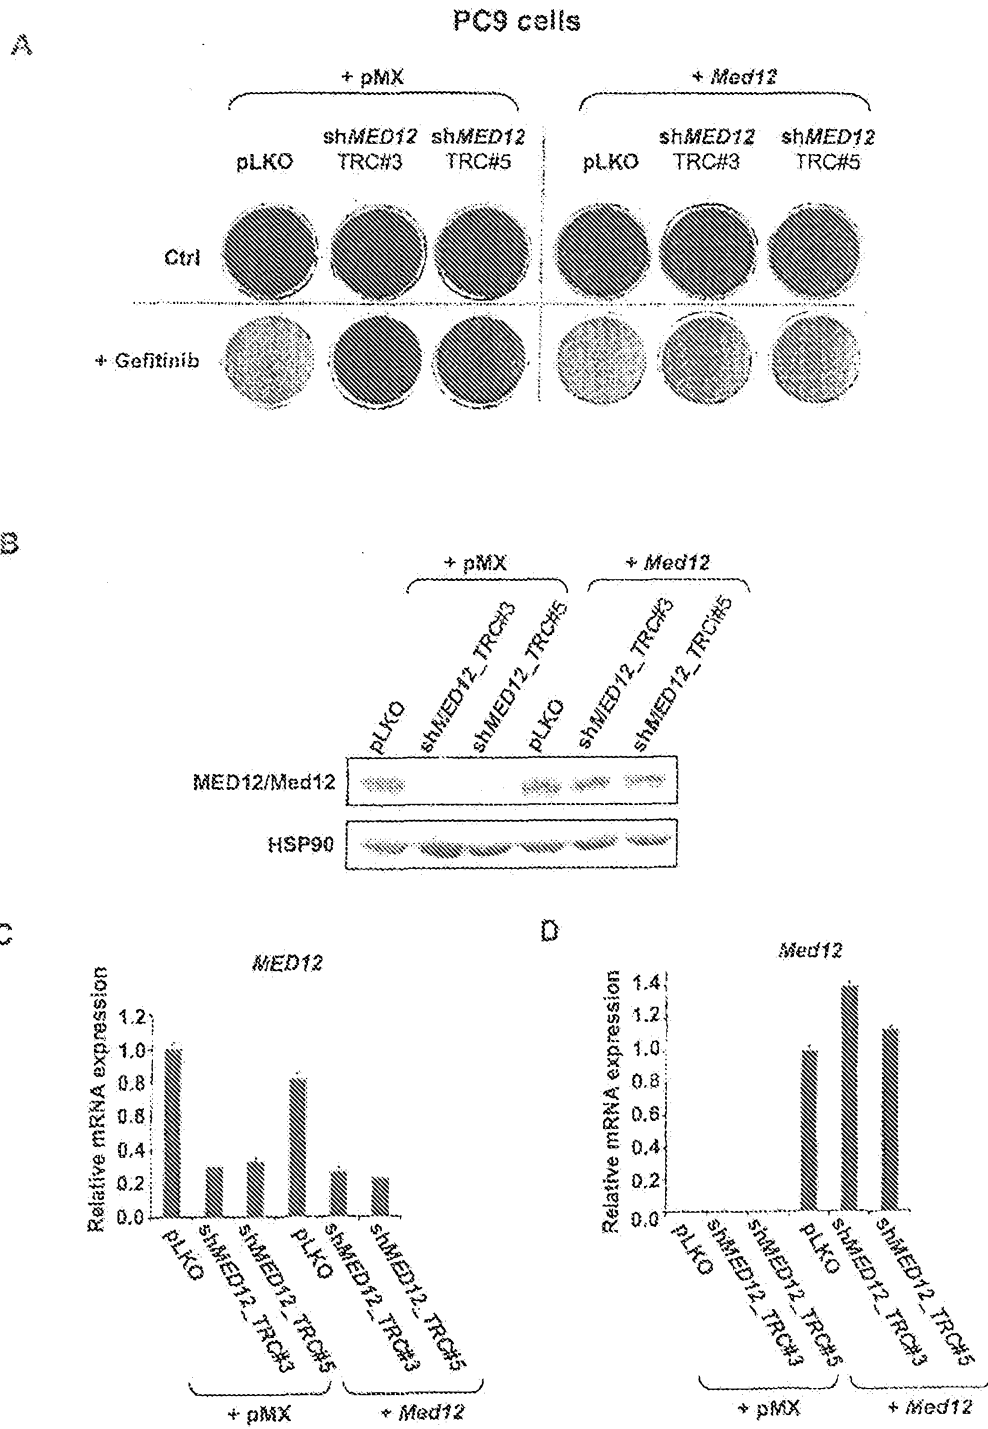 PC9 cells
A
+ pMX
+ Med12
shMED12 shMED12
pLKO TRC#3 TRC#5
shMED12 shMED12
pLKO TRC#3 TRC#5
Ctrl
+ Gefitinib
B
+ pMX
+ Med12
pLKO
shMED12_TRC#3
shMED12_TRC#5
pLKO
shMED12_TRC#3
shMED12_TRC#5
MED12/Med12
HSP90
C
MED12
Relative mRNA expression
1.2
1.0
0.8
0.6
0.4
0.2
0.0
pLKO
shMED12_TRC#3
shMED12_TRC#5
pLKO
shMED12_TRC#3
shMED12_TRC#5
+ pMX
+ Med12
D
Med12
Relative mRNA expression
1.4
1.2
1.0
0.8
0.6
0.4
0.2
0.0
pLKO
shMED12_TRC#3
shMED12_TRC#5
pLKO
shMED12_TRC#3
shMED12_TRC#5
+ pMX
+ Med12